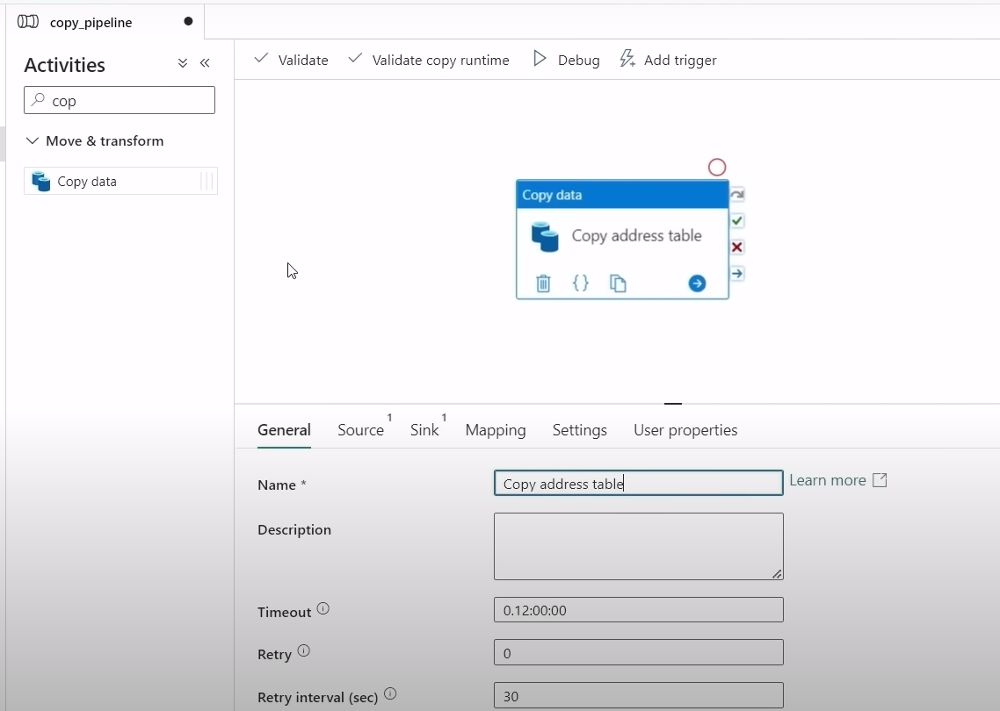 copy_pipeline
Activities
cop
Move & transform
Copy data
Validate
Validate copy runtime
Debug
Add trigger
Copy data
Copy address table
General
Source 1
Sink 1
Mapping
Settings
User properties
Name *
Copy address table
Learn more
Description
Timeout
0.12:00:00
Retry
0
Retry interval (sec)
30